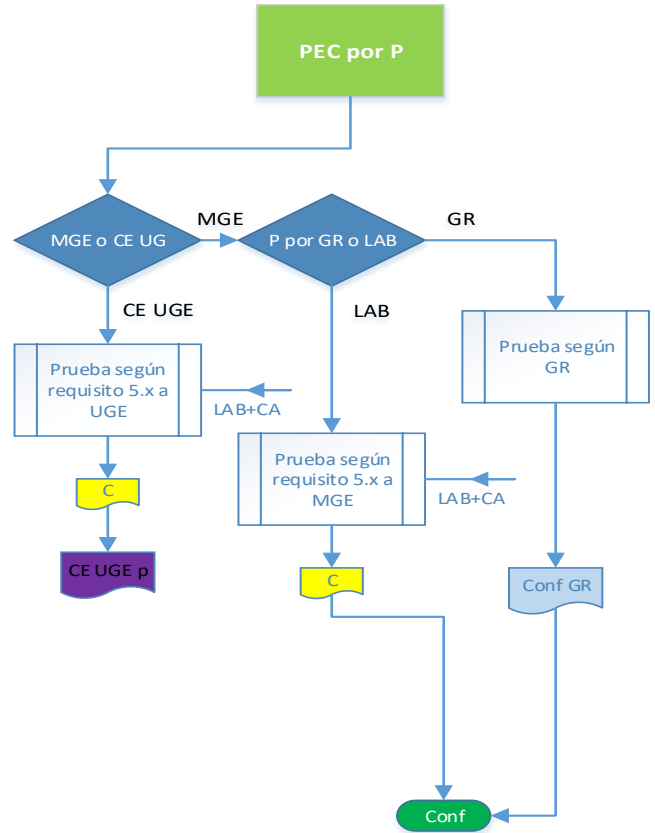 PEC por P
MGE o CE UG
MGE
P por GR o LAB
GR
CE UGE
LAB
Prueba según
requisito 5.x a
UGE
LAB+CA
Prueba según
GR
Prueba según
requisito 5.x a
MGE
LAB+CA
C
CE UGE p
C
Conf GR
Conf